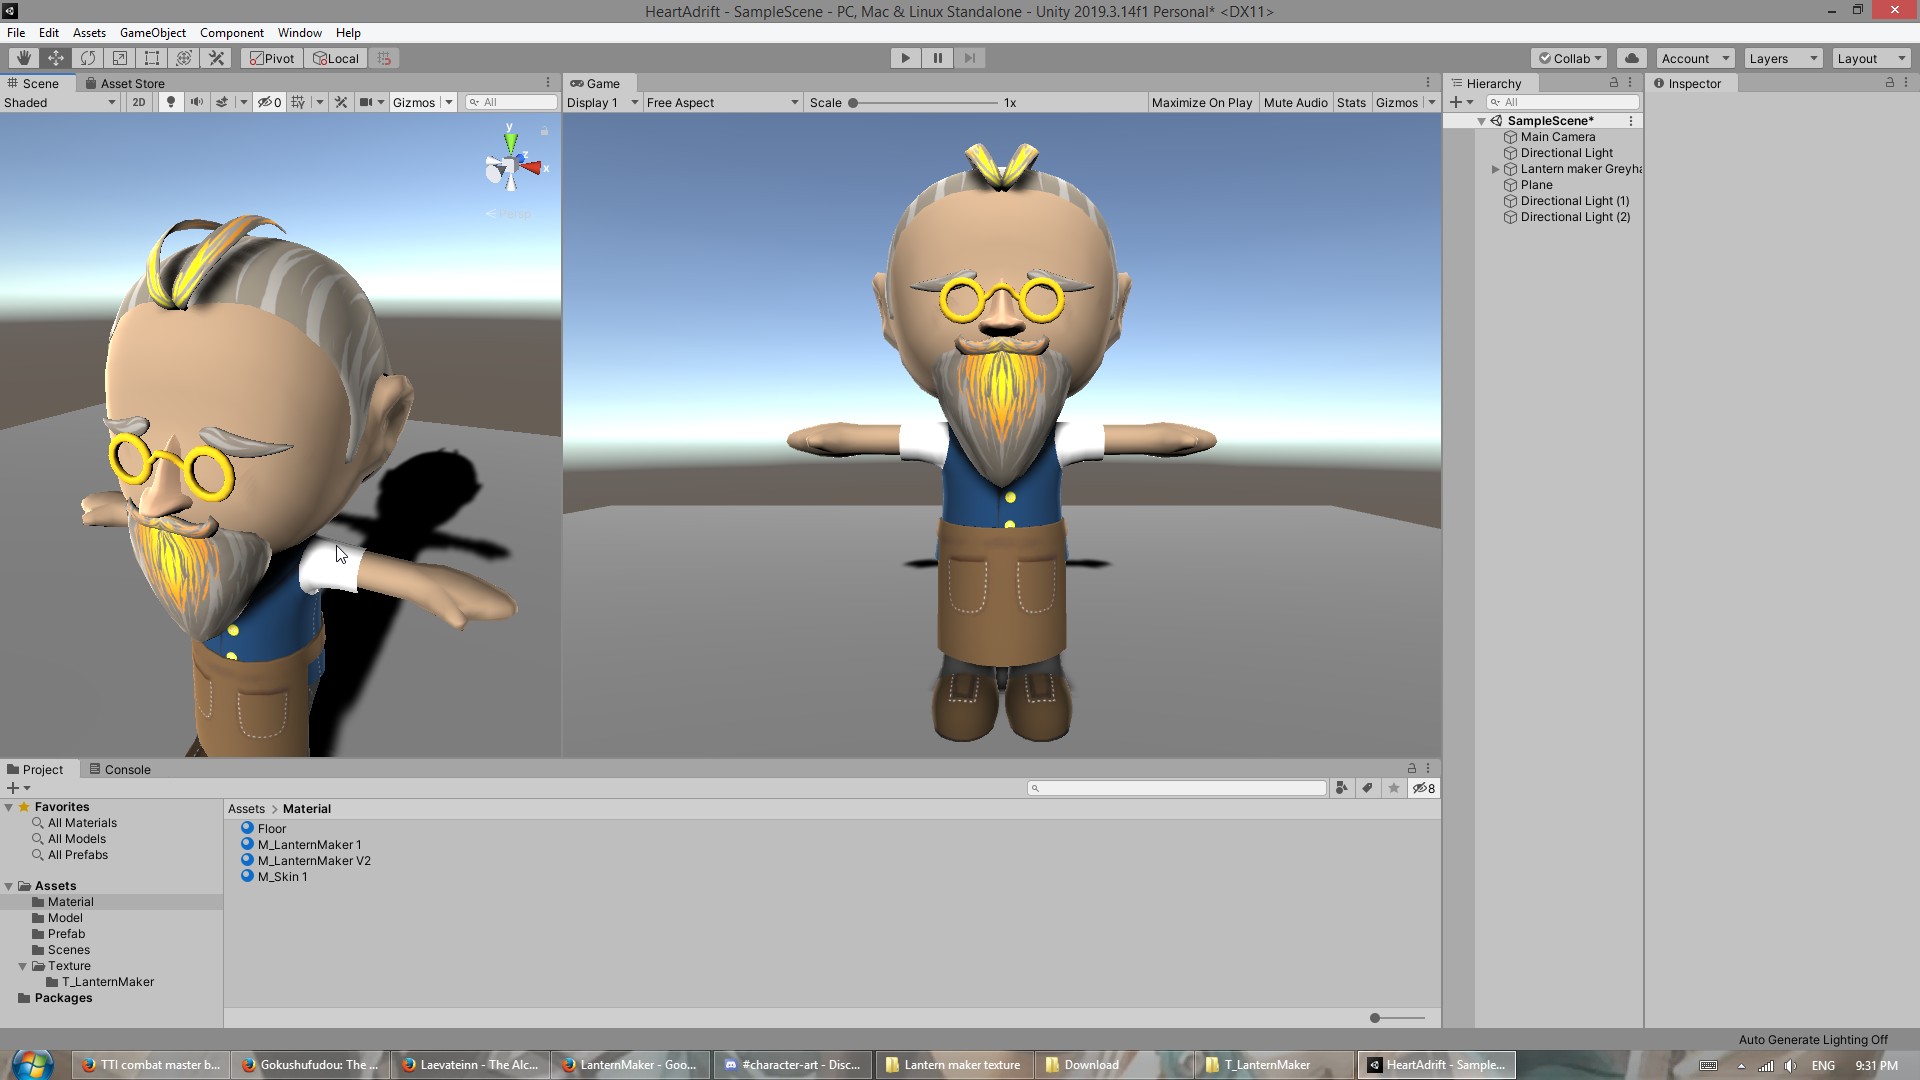 HeartAdrift - SampleScene - PC, Mac & Linux Standalone - Unity 2019.3.14f1 Personal* <DX11>
File Edit Assets GameObject Component Window Help
Pivot Local Collab Account Layers Layout
Scene Asset Store
Shaded 2D 0 Gizmos All
y
z
x
Persp
Game
Display 1 Free Aspect Scale 1x Maximize On Play Mute Audio Stats Gizmos
Hierarchy
All
SampleScene*
Main Camera
Directional Light
Lantern maker Greyha
Plane
Directional Light (1)
Directional Light (2)
Inspector
Project Console
8
Favorites
All Materials
All Models
All Prefabs
Assets
Material
Model
Prefab
Scenes
Texture
T_LanternMaker
Packages
Assets > Material
Floor
M_LanternMaker 1
M_LanternMaker V2
M_Skin 1
Auto Generate Lighting Off
TTI combat master b... Gokushufudou: The ... Laevateinn - The Alc... LanternMaker - Goo... #character-art - Disc... Lantern maker texture Download T_LanternMaker HeartAdrift - Sample... ENG 9:31 PM